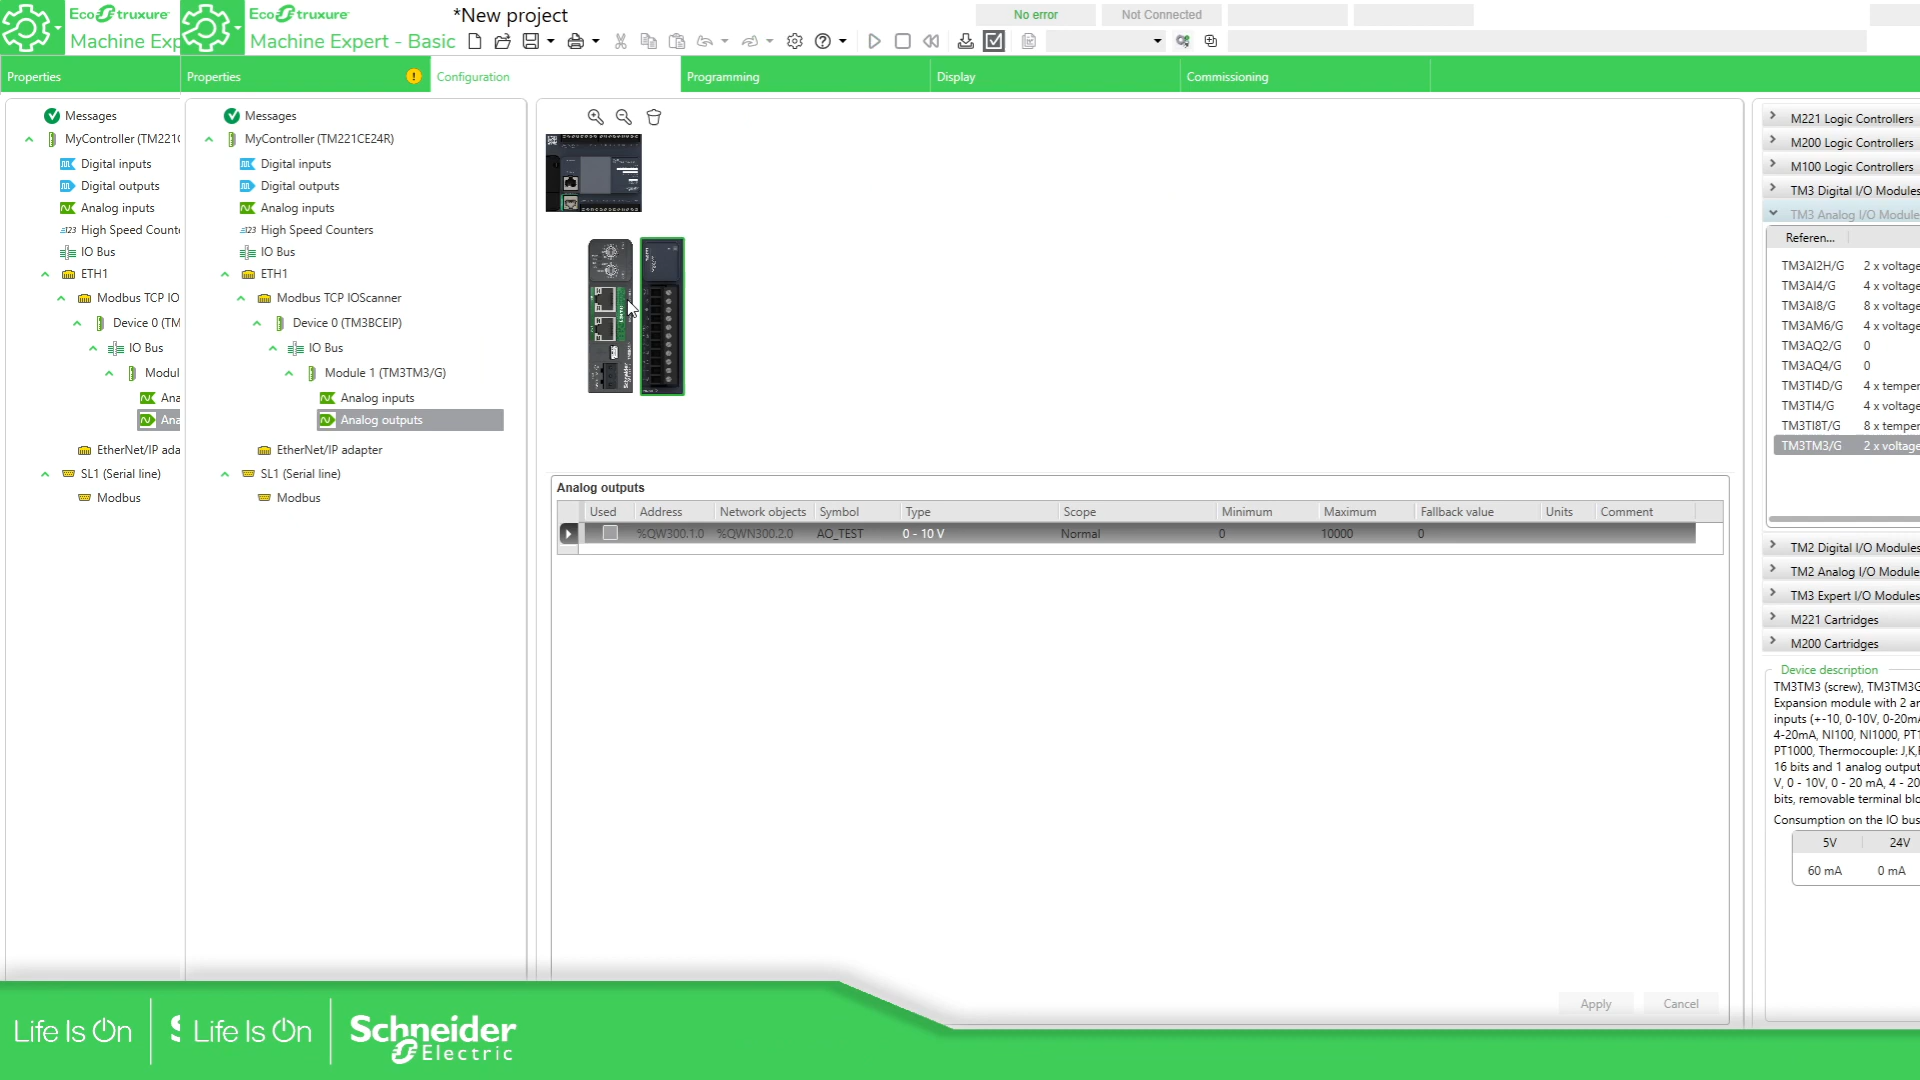 EcoStruxure
Machine Exp
EcoStruxure
Machine Expert - Basic
*New project
No error
Not Connected
Properties
Properties
Configuration
Programming
Display
Commissioning
Messages
MyController (TM221C
Digital inputs
Digital outputs
Analog inputs
High Speed Counte
IO Bus
ETH1
Modbus TCP IO
Device 0 (TM
IO Bus
Modul
Ana
Ana
EtherNet/IP ada
SL1 (Serial line)
Modbus
Messages
MyController (TM221CE24R)
Digital inputs
Digital outputs
Analog inputs
High Speed Counters
IO Bus
ETH1
Modbus TCP IOScanner
Device 0 (TM3BCEIP)
IO Bus
Module 1 (TM3TM3/G)
Analog inputs
Analog outputs
EtherNet/IP adapter
SL1 (Serial line)
Modbus
Analog outputs
Used Address Network objects Symbol Type Scope Minimum Maximum Fallback value Units Comment
%QW300.1.0 %QWN300.2.0 AO_TEST 0 - 10 V Normal 0 10000 0
Apply Cancel
M221 Logic Controllers
M200 Logic Controllers
M100 Logic Controllers
TM3 Digital I/O Modules
TM3 Analog I/O Module
Referen...
TM3AI2H/G 2 x voltage
TM3AI4/G 4 x voltage
TM3AI8/G 8 x voltage
TM3AM6/G 4 x voltage
TM3AQ2/G 0
TM3AQ4/G 0
TM3TI4D/G 4 x temper
TM3TI4/G 4 x voltage
TM3TI8T/G 8 x temper
TM3TM3/G 2 x voltage
TM2 Digital I/O Modules
TM2 Analog I/O Module
TM3 Expert I/O Modules
M221 Cartridges
M200 Cartridges
Device description
TM3TM3 (screw), TM3TM3G
Expansion module with 2 an
inputs (+-10, 0-10V, 0-20mA
4-20mA, NI100, NI1000, PT1
PT1000, Thermocouple: J,K,R
16 bits and 1 analog output
V, 0 - 10V, 0 - 20 mA, 4 - 20
bits, removable terminal blo
Consumption on the IO bus
5V 24V
60 mA 0 mA
Life Is On
Life Is On
Schneider
Electric